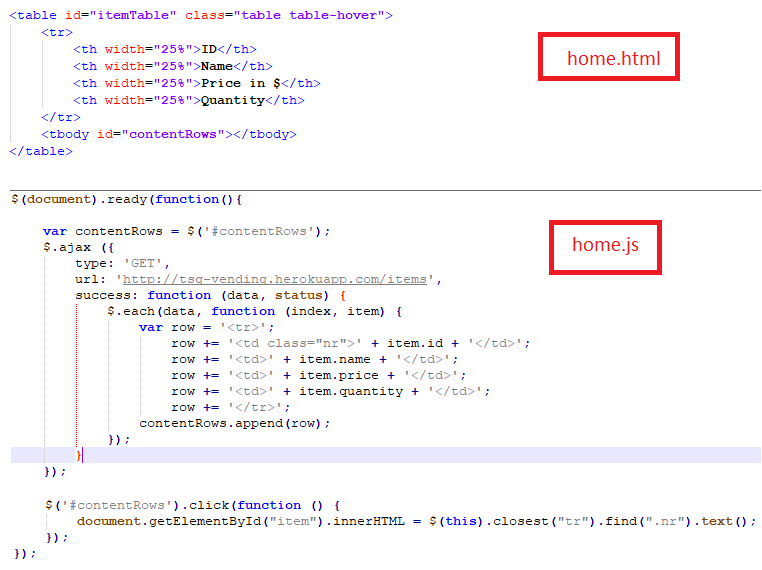 <table id="itemTable" class="table table-hover">
    <tr>
        <th width="25%">ID</th>
        <th width="25%">Name</th>
        <th width="25%">Price in $</th>
        <th width="25%">Quantity</th>
    </tr>
    <tbody id="contentRows"></tbody>
</table>
home.html
$(document).ready(function(){
    var contentRows = $('#contentRows');
    $.ajax ({
        type: 'GET',
        url: 'http://tsg-vending.herokuapp.com/items',
        success: function (data, status) {
            $.each(data, function (index, item) {
                var row = '<tr>';
                    row += '<td class="nr">' + item.id + '</td>';
                    row += '<td>' + item.name + '</td>';
                    row += '<td>' + item.price + '</td>';
                    row += '<td>' + item.quantity + '</td>';
                    row += '</tr>';
                contentRows.append(row);
            });
        }
    });
    $('#contentRows').click(function () {
        document.getElementById("item").innerHTML = $(this).closest("tr").find(".nr").text();
    });
});
home.js